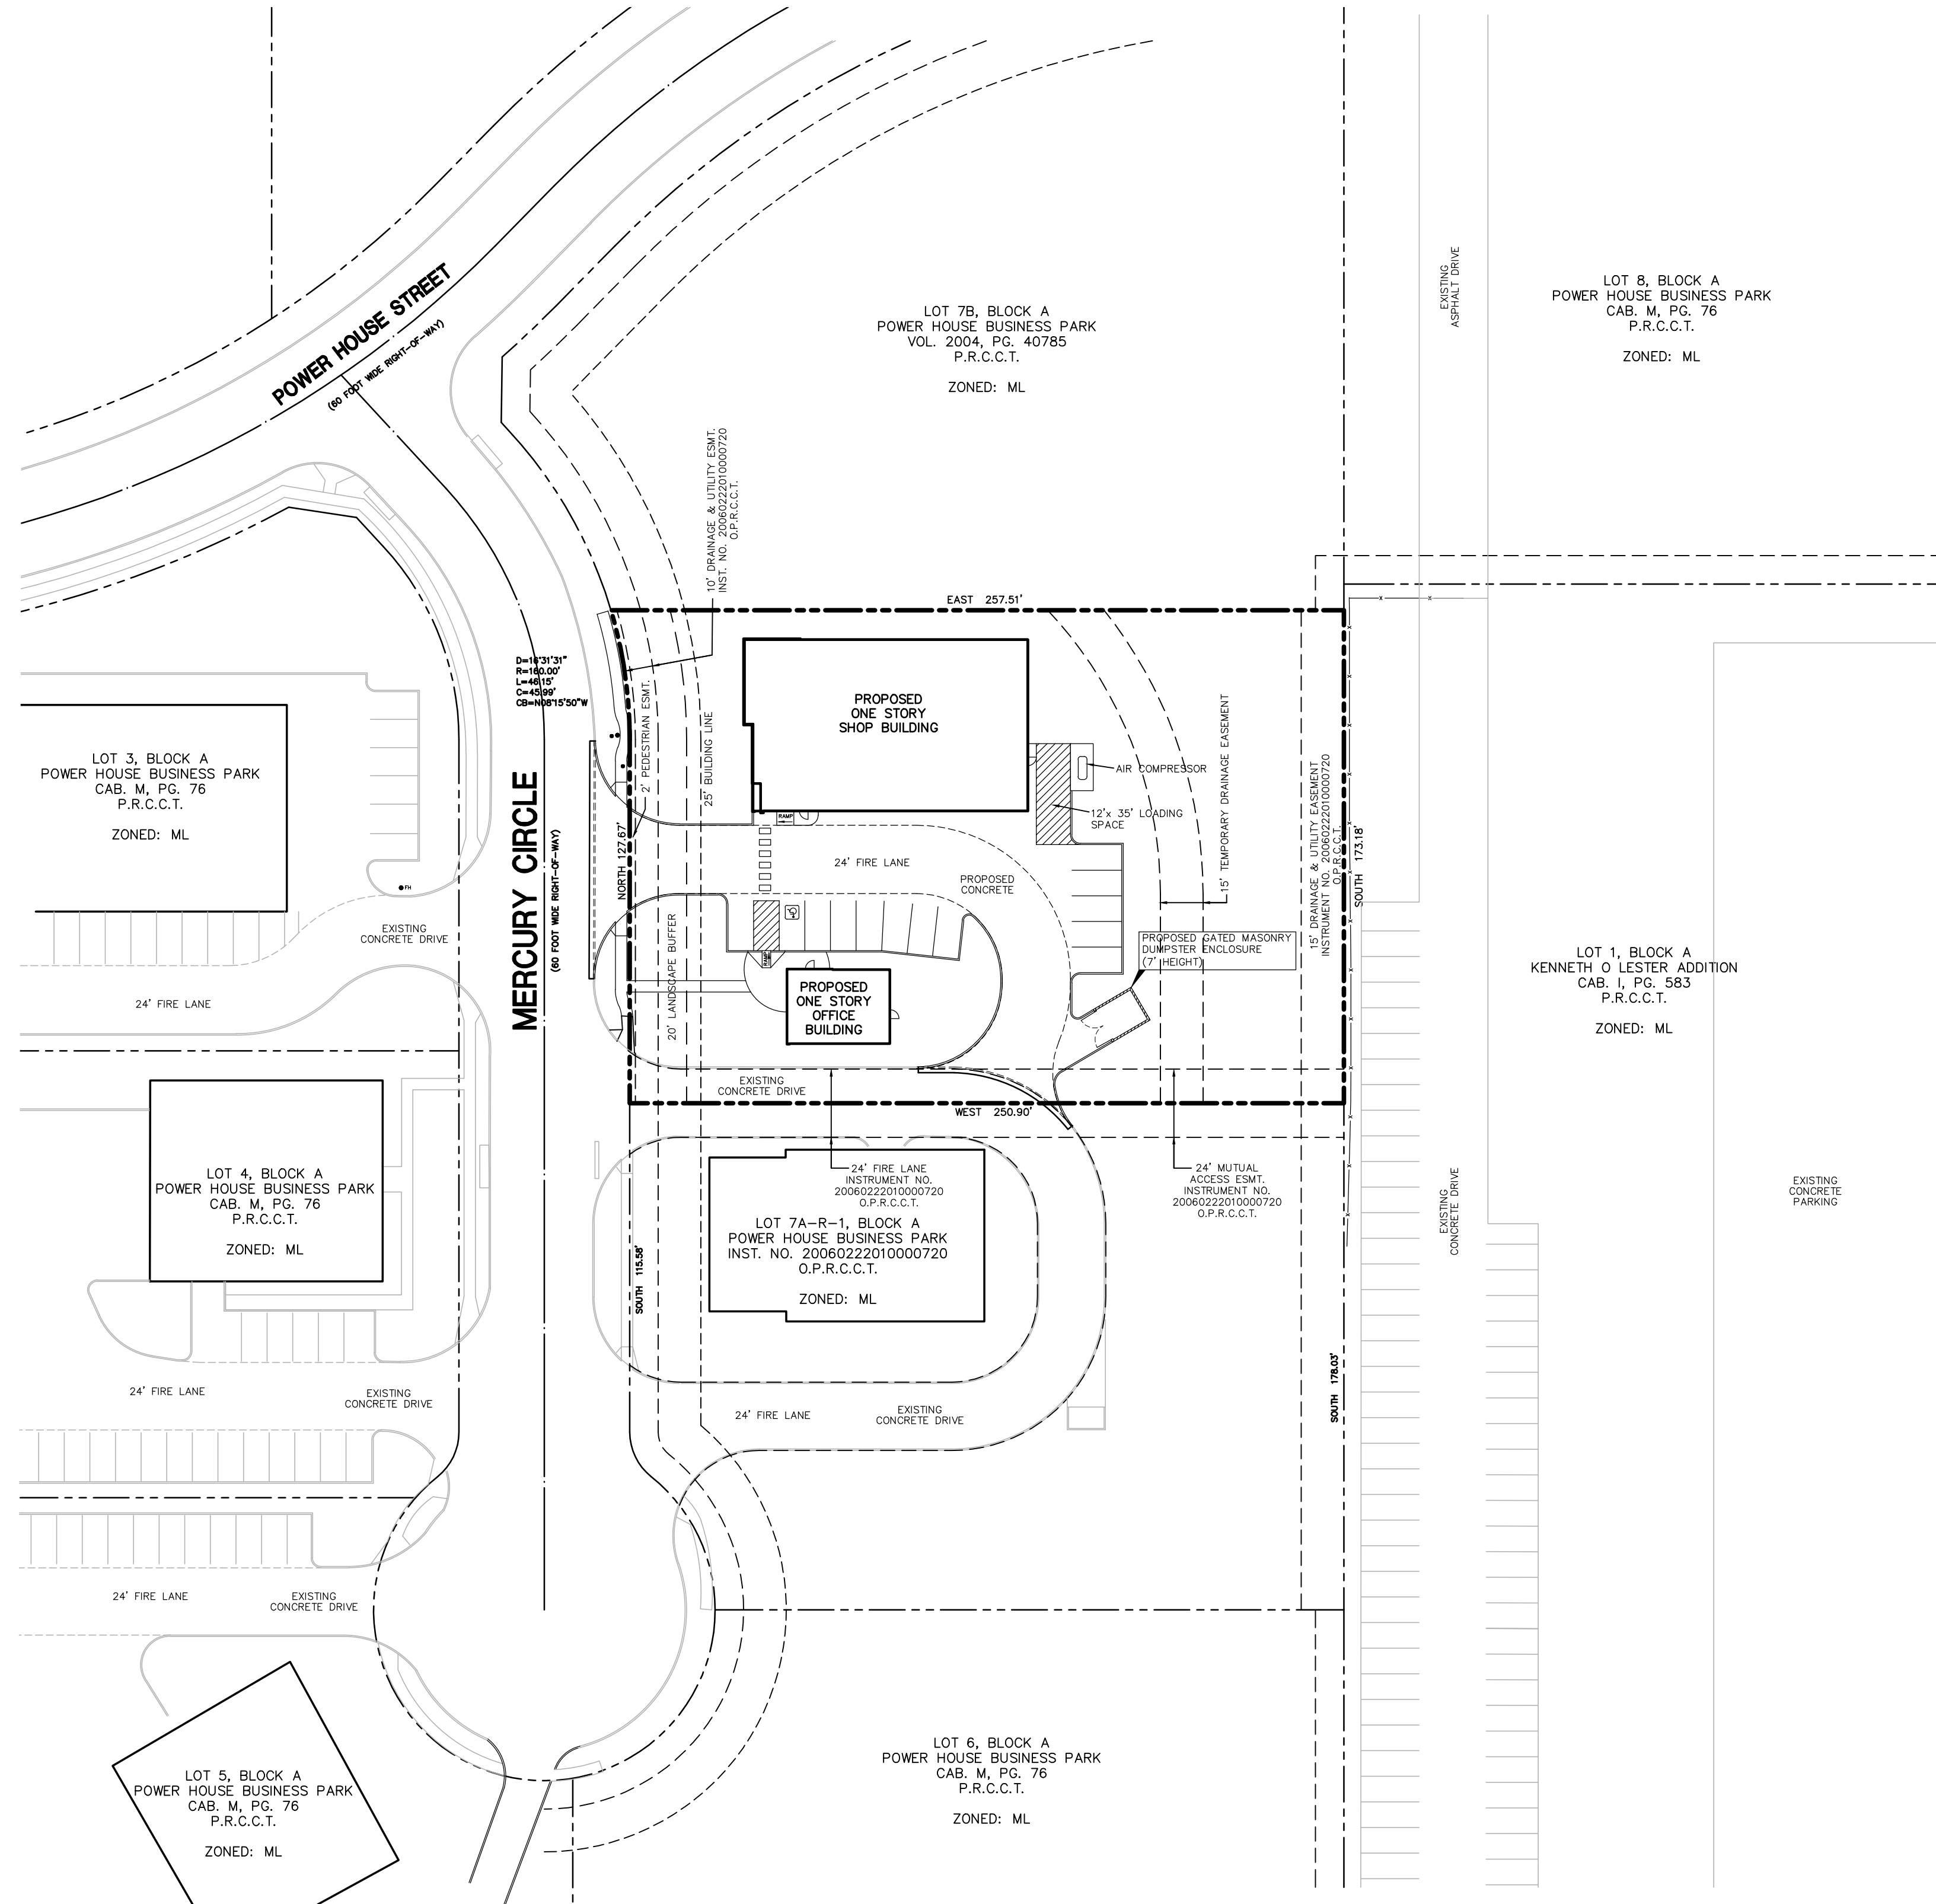 POWER HOUSE STREET
(60 FOOT WIDE RIGHT-OF-WAY)
LOT 7B, BLOCK A
POWER HOUSE BUSINESS PARK
VOL. 2004, PG. 40785
P.R.C.C.T.
ZONED: ML
EXISTING
ASPHALT DRIVE
LOT 8, BLOCK A
POWER HOUSE BUSINESS PARK
CAB. M, PG. 76
P.R.C.C.T.
ZONED: ML
10' DRAINAGE & UTILITY ESMT.
INST. NO. 20060222010000720
O.P.R.C.C.T.
EAST 257.51'
D=16°31'31"
R=160.00'
L=46.15'
C=45.99'
CB=N08°15'50"W
2' PEDESTRIAN ESMT.
25' BUILDING LINE
PROPOSED
ONE STORY
SHOP BUILDING
AIR COMPRESSOR
12'x 35' LOADING
SPACE
15' TEMPORARY DRAINAGE EASEMENT
15' DRAINAGE & UTILITY EASEMENT
INSTRUMENT NO. 20060222010000720
O.P.R.C.C.T.
SOUTH 173.18'
LOT 3, BLOCK A
POWER HOUSE BUSINESS PARK
CAB. M, PG. 76
P.R.C.C.T.
ZONED: ML
FH
MERCURY CIRCLE
(60 FOOT WIDE RIGHT-OF-WAY)
NORTH 127.67'
RAMP
24' FIRE LANE
PROPOSED
CONCRETE
EXISTING
CONCRETE DRIVE
24' FIRE LANE
20' LANDSCAPE BUFFER
RAMP
PROPOSED
ONE STORY
OFFICE
BUILDING
PROPOSED GATED MASONRY
DUMPSTER ENCLOSURE
(7' HEIGHT)
LOT 1, BLOCK A
KENNETH O LESTER ADDITION
CAB. I, PG. 583
P.R.C.C.T.
ZONED: ML
EXISTING
CONCRETE DRIVE
WEST 250.90'
24' FIRE LANE
INSTRUMENT NO.
20060222010000720
O.P.R.C.C.T.
24' MUTUAL
ACCESS ESMT.
INSTRUMENT NO.
20060222010000720
O.P.R.C.C.T.
LOT 4, BLOCK A
POWER HOUSE BUSINESS PARK
CAB. M, PG. 76
P.R.C.C.T.
ZONED: ML
SOUTH 115.58'
LOT 7A-R-1, BLOCK A
POWER HOUSE BUSINESS PARK
INST. NO. 20060222010000720
O.P.R.C.C.T.
ZONED: ML
EXISTING
CONCRETE DRIVE
EXISTING
CONCRETE
PARKING
SOUTH 178.03'
24' FIRE LANE
EXISTING
CONCRETE DRIVE
24' FIRE LANE
EXISTING
CONCRETE DRIVE
24' FIRE LANE
EXISTING
CONCRETE DRIVE
LOT 5, BLOCK A
POWER HOUSE BUSINESS PARK
CAB. M, PG. 76
P.R.C.C.T.
ZONED: ML
LOT 6, BLOCK A
POWER HOUSE BUSINESS PARK
CAB. M, PG. 76
P.R.C.C.T.
ZONED: ML